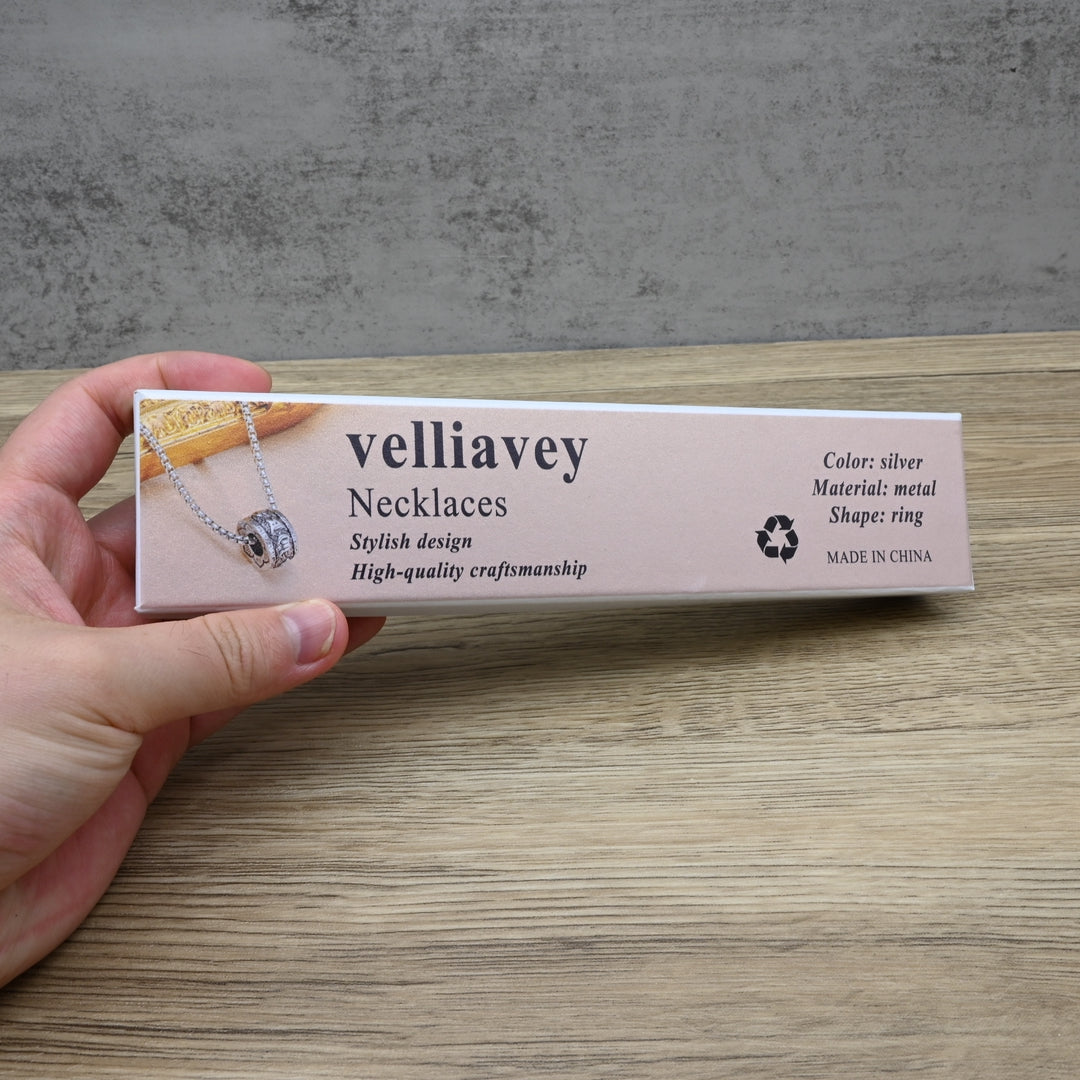 velliavey
Necklaces
Stylish design
High-quality craftsmanship
Color: silver
Material: metal
Shape: ring
MADE IN CHINA